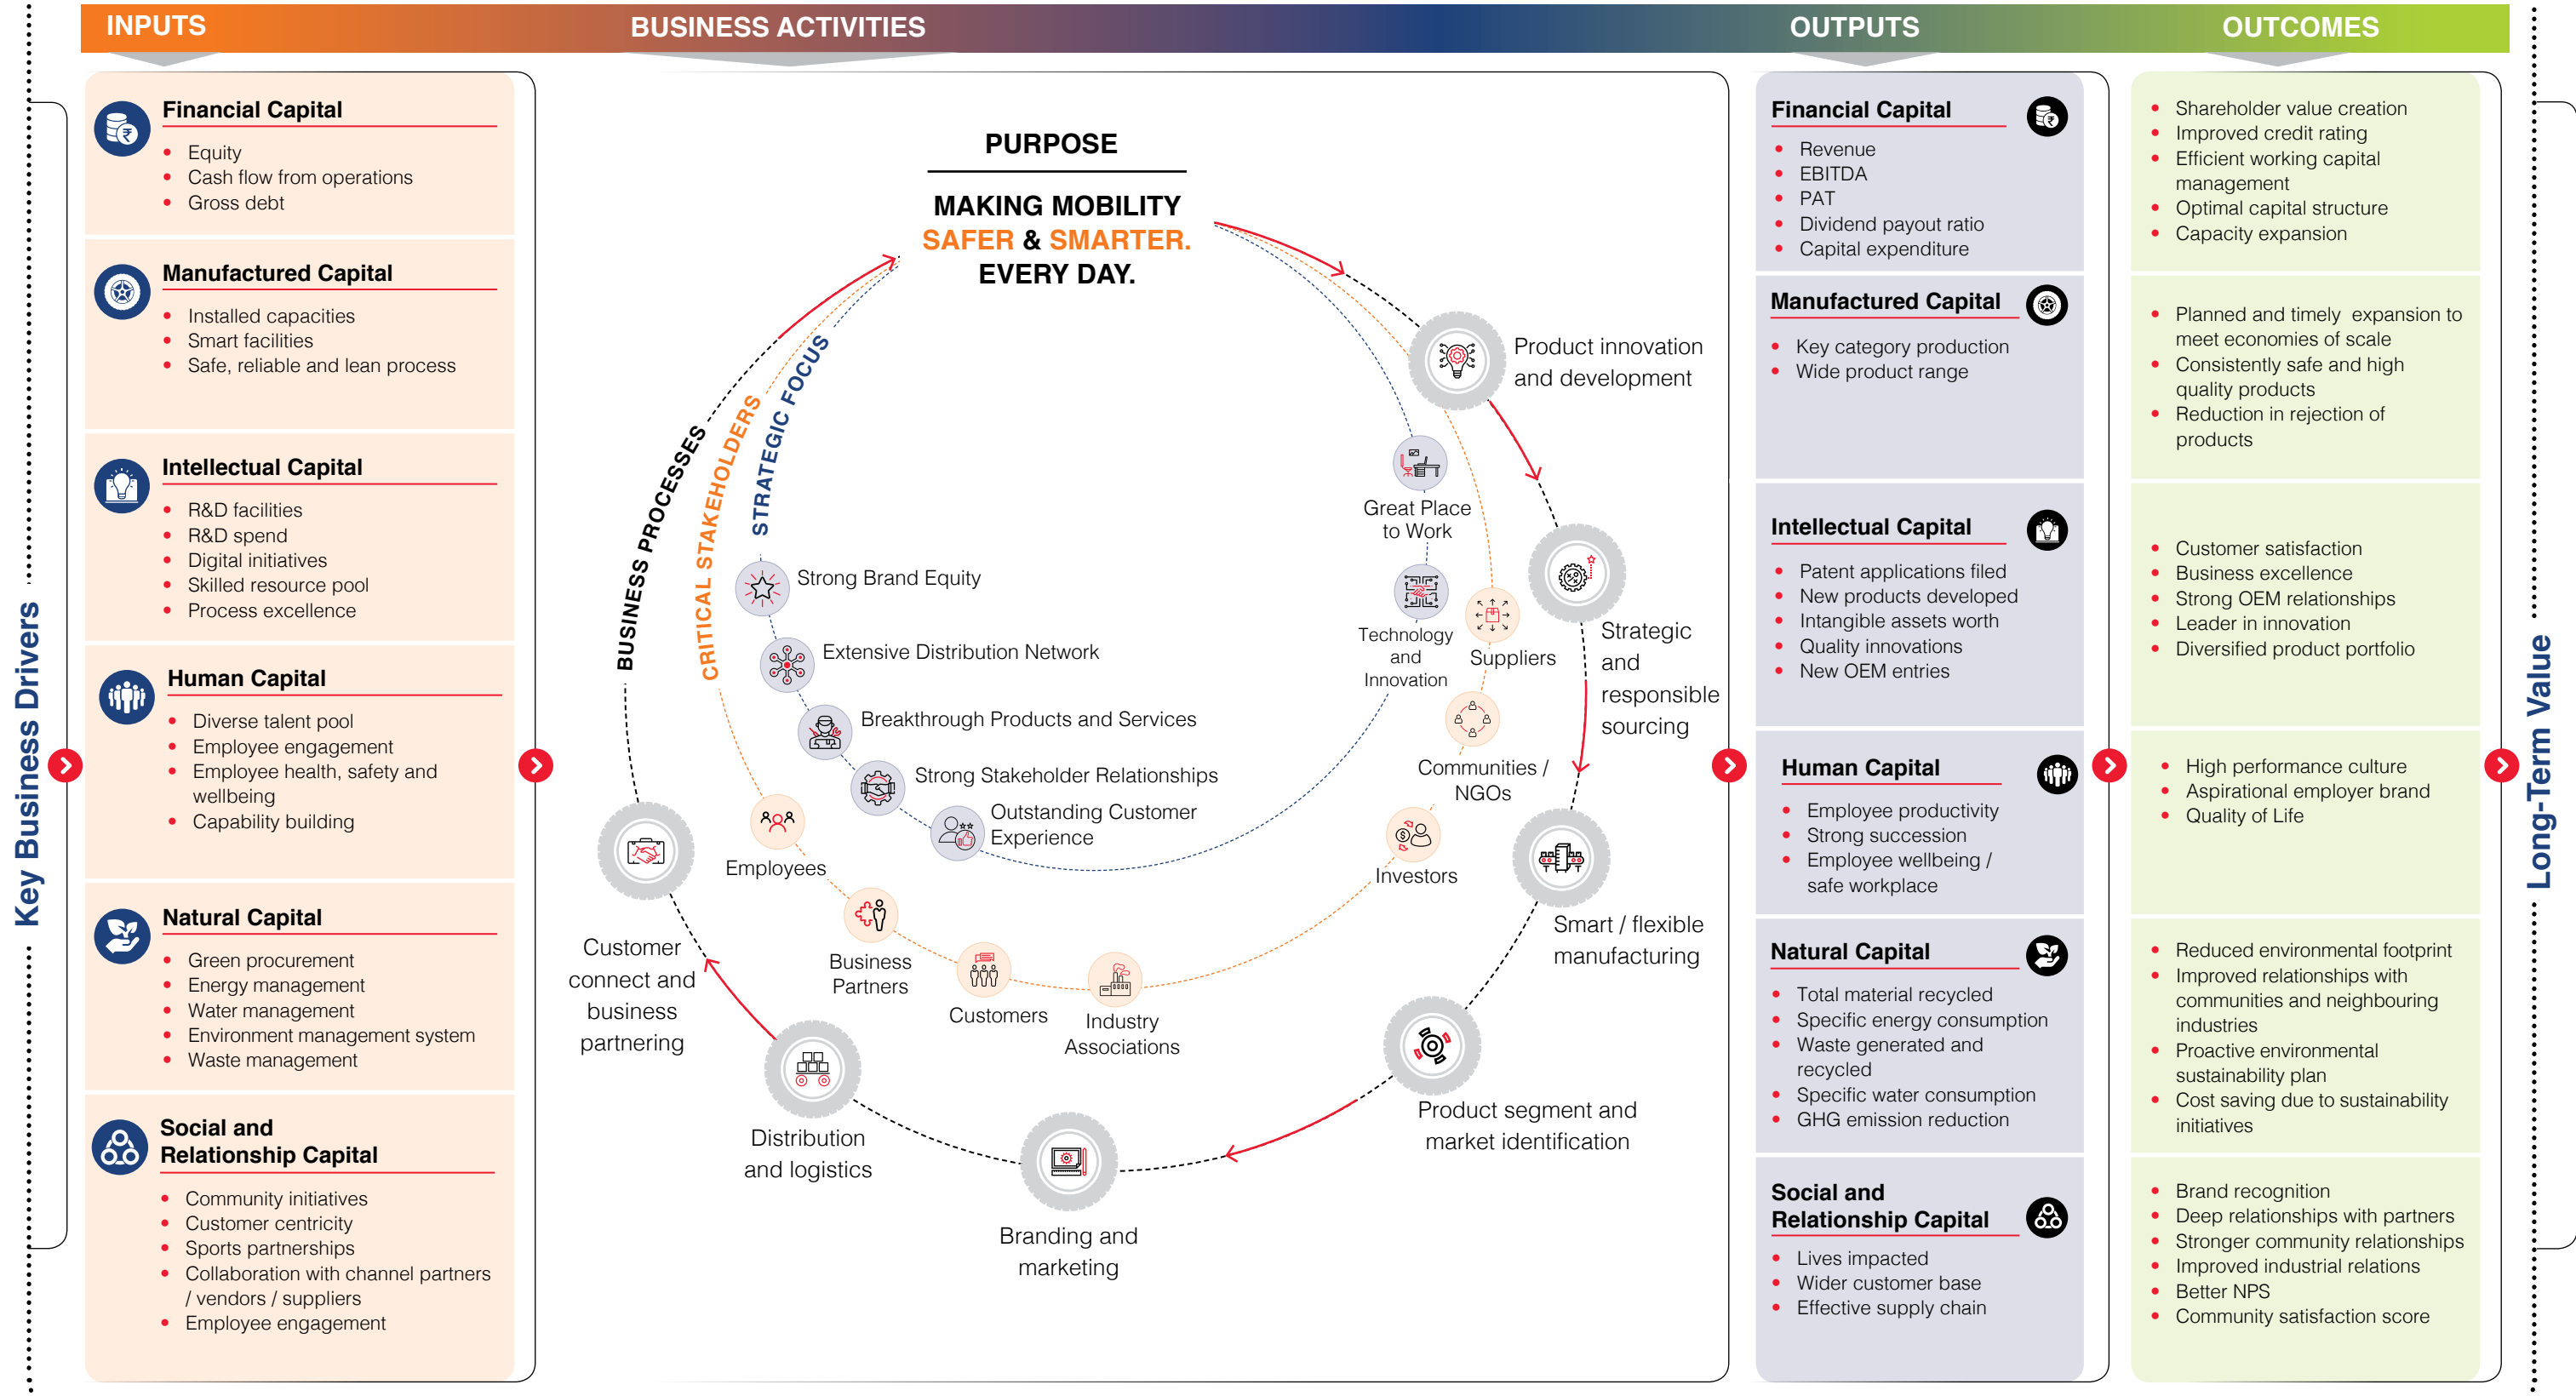 INPUTS
BUSINESS ACTIVITIES
OUTPUTS
OUTCOMES
Key Business Drivers
Financial Capital
• Equity
• Cash flow from operations
• Gross debt
Manufactured Capital
• Installed capacities
• Smart facilities
• Safe, reliable and lean process
Intellectual Capital
• R&D facilities
• R&D spend
• Digital initiatives
• Skilled resource pool
• Process excellence
Human Capital
• Diverse talent pool
• Employee engagement
• Employee health, safety and
wellbeing
• Capability building
Natural Capital
• Green procurement
• Energy management
• Water management
• Environment management system
• Waste management
Social and
Relationship Capital
• Community initiatives
• Customer centricity
• Sports partnerships
• Collaboration with channel partners
/ vendors / suppliers
• Employee engagement
PURPOSE
MAKING MOBILITY
SAFER & SMARTER.
EVERY DAY.
BUSINESS PROCESSES
CRITICAL STAKEHOLDERS
STRATEGIC FOCUS
Product innovation
and development
Strategic
and
responsible
sourcing
Smart / flexible
manufacturing
Product segment and
market identification
Branding and
marketing
Distribution
and logistics
Customer
connect and
business
partnering
Great Place
to Work
Technology
and
Innovation
Strong Brand Equity
Extensive Distribution Network
Breakthrough Products and Services
Strong Stakeholder Relationships
Outstanding Customer
Experience
Suppliers
Communities /
NGOs
Investors
Industry
Associations
Customers
Business
Partners
Employees
Financial Capital
• Revenue
• EBITDA
• PAT
• Dividend payout ratio
• Capital expenditure
Manufactured Capital
• Key category production
• Wide product range
Intellectual Capital
• Patent applications filed
• New products developed
• Intangible assets worth
• Quality innovations
• New OEM entries
Human Capital
• Employee productivity
• Strong succession
• Employee wellbeing /
safe workplace
Natural Capital
• Total material recycled
• Specific energy consumption
• Waste generated and
recycled
• Specific water consumption
• GHG emission reduction
Social and
Relationship Capital
• Lives impacted
• Wider customer base
• Effective supply chain
• Shareholder value creation
• Improved credit rating
• Efficient working capital
management
• Optimal capital structure
• Capacity expansion
• Planned and timely expansion to
meet economies of scale
• Consistently safe and high
quality products
• Reduction in rejection of
products
• Customer satisfaction
• Business excellence
• Strong OEM relationships
• Leader in innovation
• Diversified product portfolio
• High performance culture
• Aspirational employer brand
• Quality of Life
• Reduced environmental footprint
• Improved relationships with
communities and neighbouring
industries
• Proactive environmental
sustainability plan
• Cost saving due to sustainability
initiatives
• Brand recognition
• Deep relationships with partners
• Stronger community relationships
• Improved industrial relations
• Better NPS
• Community satisfaction score
Long-Term Value